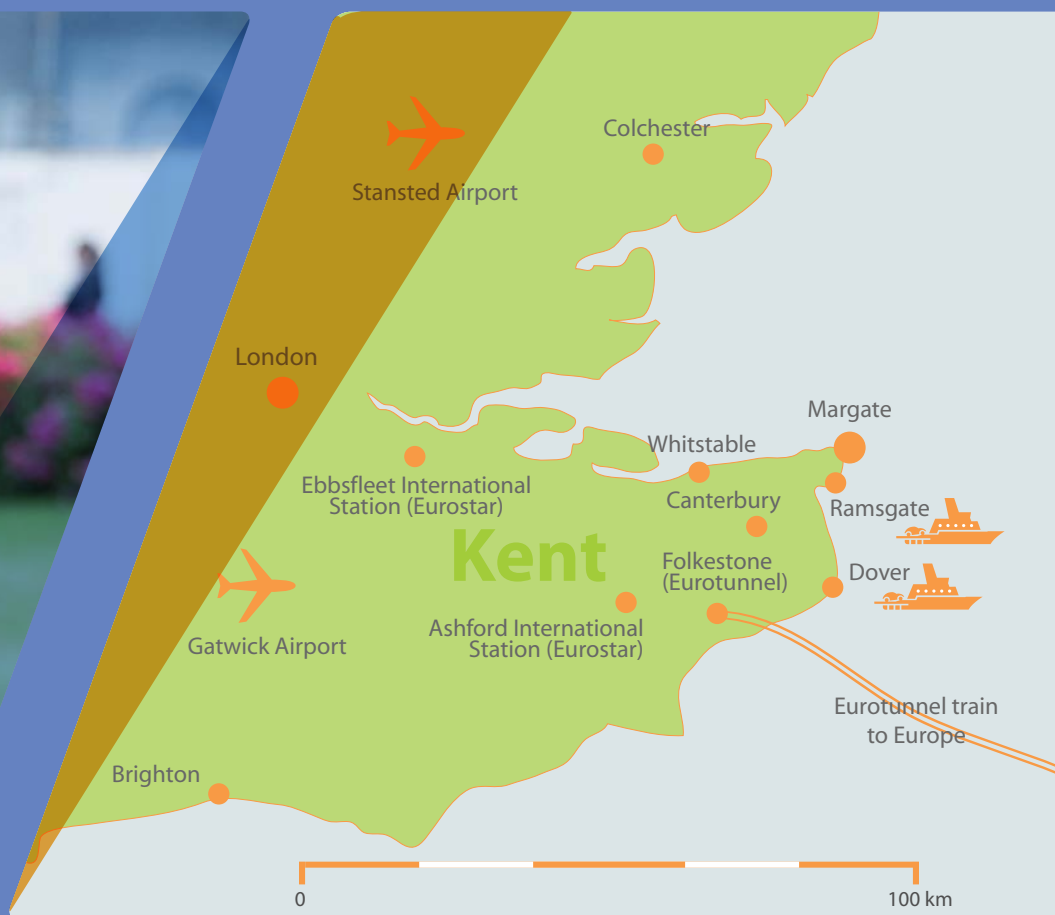 Colchester
Stansted Airport
London
Margate
Whitstable
Ebbsfleet International
Station (Eurostar)
Canterbury
Ramsgate
Kent
Folkestone
(Eurotunnel)
Dover
Ashford International
Station (Eurostar)
Gatwick Airport
Eurotunnel train
to Europe
Brighton
0
100 km